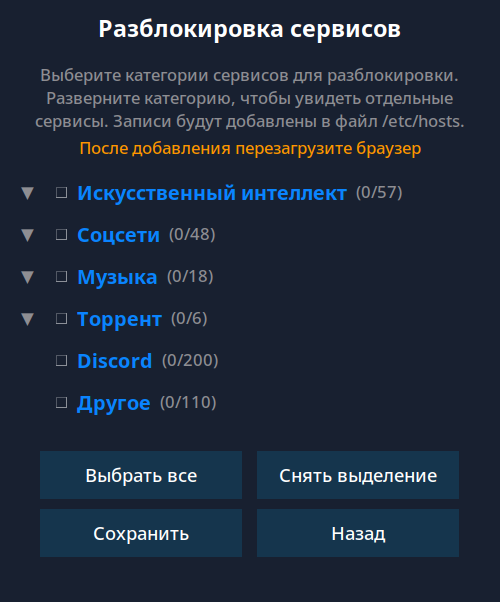 Разблокировка сервисов
Выберите категории сервисов для разблокировки.
Разверните категорию, чтобы увидеть отдельные
сервисы. Записи будут добавлены в файл /etc/hosts.
После добавления перезагрузите браузер
Искусственный интеллект (0/57)
Соцсети (0/48)
Музыка (0/18)
Торрент (0/6)
Discord (0/200)
Другое (0/110)
Выбрать все Снять выделение
Сохранить Назад